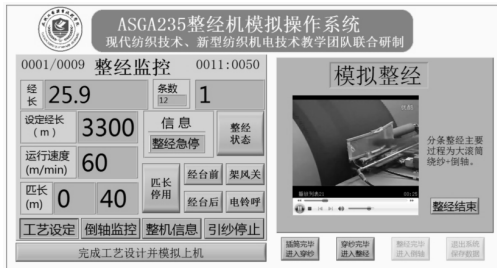 ASGA235整经机模拟操作系统
现代纺织技术、新型纺织机电技术教学团队联合研制
0001/0009 整经监控 0011:0050
经长 25.9 条数 12 1
设定经长（m） 3300 信息 整经急停 整经状态
运行速度(m/min) 60
匹长(m) 0 40 匹长停用 经台前 架风关
经台后 电铃呼
工艺设定 倒轴监控 整机信息 引纱停止
完成工艺设计并模拟上机
模拟整经
分条整经主要
过程为大滚筒
绕纱+倒轴。
整经结束
插筒完毕 进入穿纱 穿纱完毕 进入整经 整经完毕 进入倒轴 退出系统 保存数据